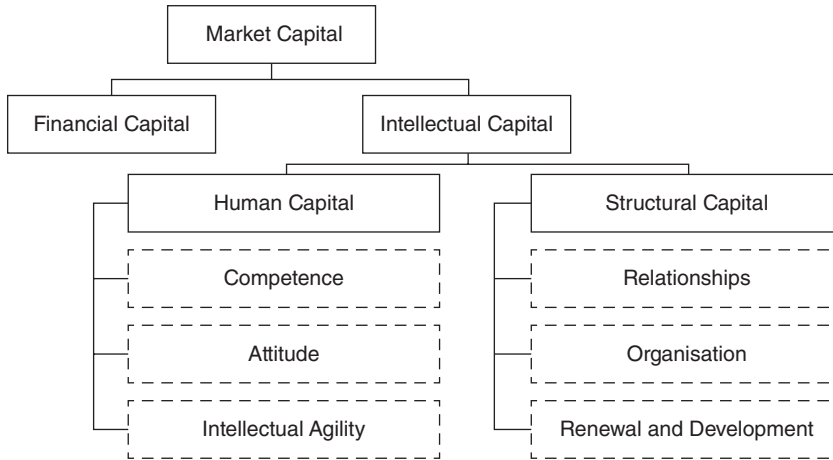 Market Capital
Financial Capital
Intellectual Capital
Human Capital
Structural Capital
Competence
Relationships
Attitude
Organisation
Intellectual Agility
Renewal and Development